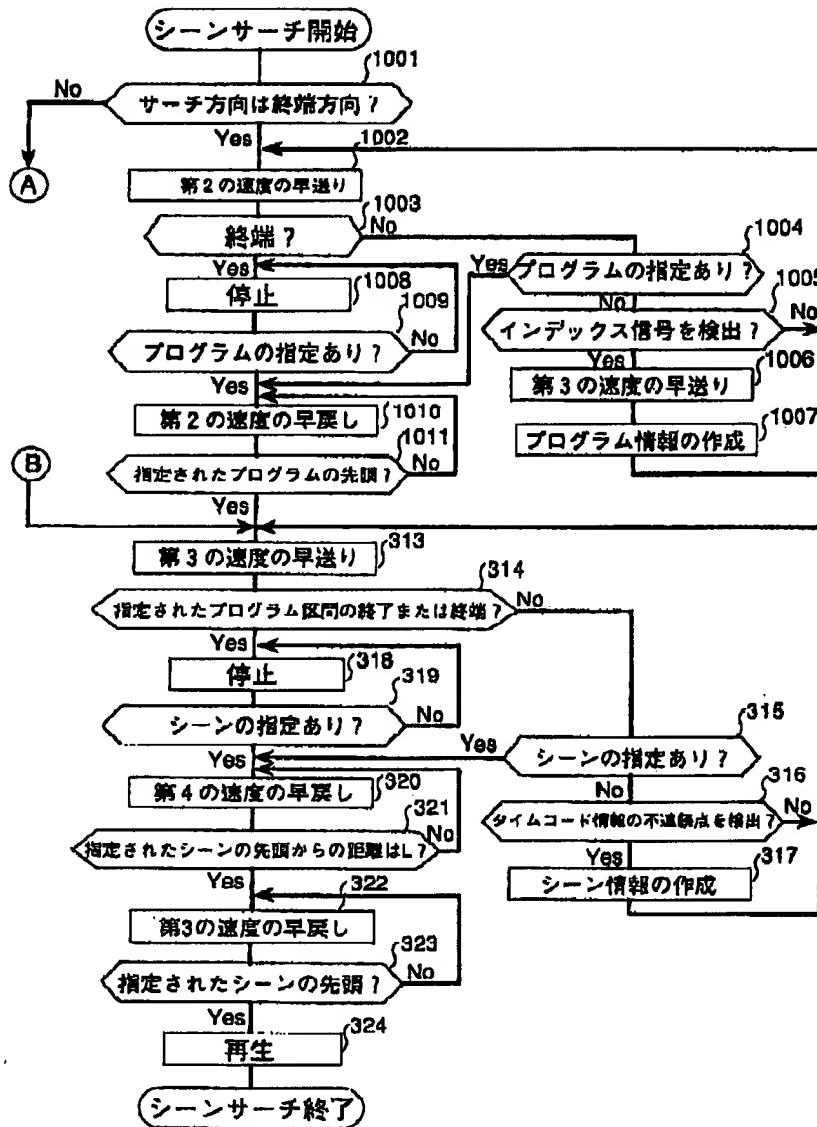 シーンサーチ開始
1001
No
サーチ方向は終端方向？
Yes
1002
A
第2の速度の早送り
1003
終端？
No
1004
Yes
プログラムの指定あり？
Yes
1008
停止
No
1005
1009
インデックス信号を検出？
No
プログラムの指定あり？
No
Yes
1006
第3の速度の早送り
Yes
第2の速度の早戻し
1010
1007
プログラム情報の作成
1011
B
指定されたプログラムの先頭？
No
Yes
第3の速度の早送り
313
314
指定されたプログラム区間の終了または終端？
No
Yes
停止
318
319
シーンの指定あり？
No
315
Yes
シーンの指定あり？
Yes
第4の速度の早戻し
320
No
316
321
タイムコード情報の不連続点を検出？
No
指定されたシーンの先頭からの距離はL？
No
Yes
317
シーン情報の作成
Yes
322
第3の速度の早戻し
323
指定されたシーンの先頭？
No
Yes
324
再生
シーンサーチ終了